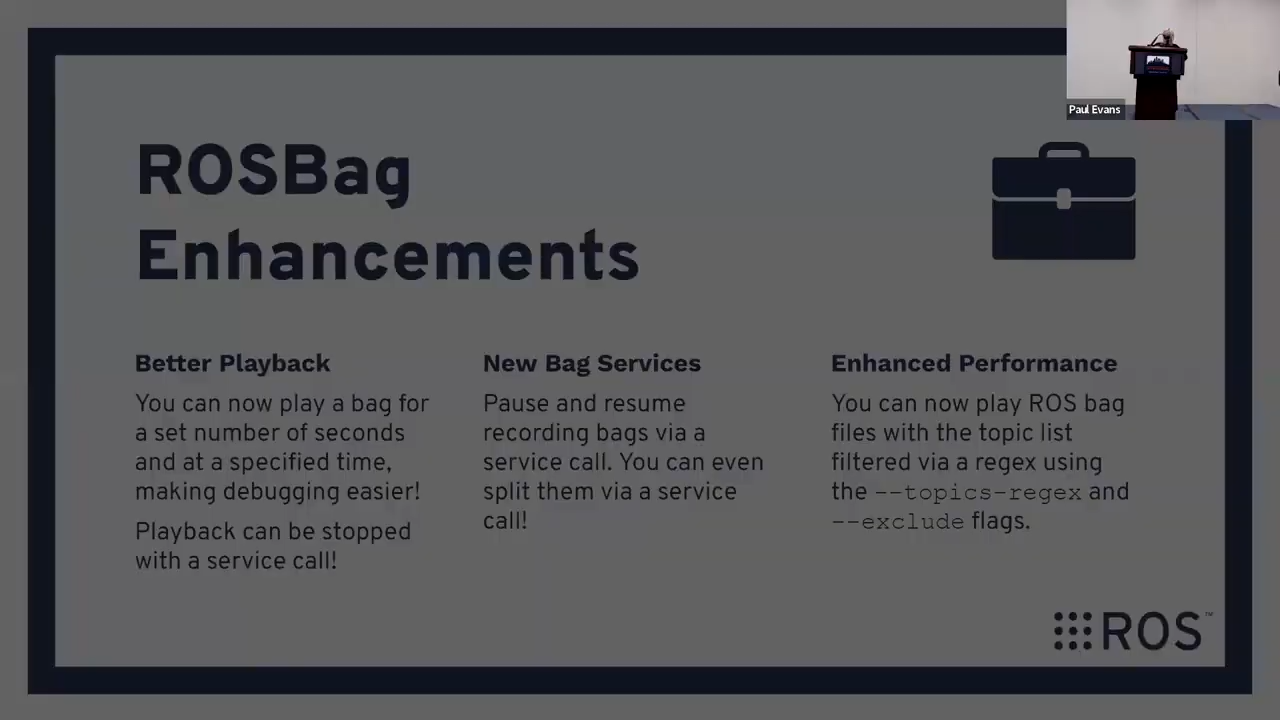 Paul Evans
ROSBag
Enhancements
Better Playback
You can now play a bag for
a set number of seconds
and at a specified time,
making debugging easier!
Playback can be stopped
with a service call!
New Bag Services
Pause and resume
recording bags via a
service call. You can even
split them via a service
call!
Enhanced Performance
You can now play ROS bag
files with the topic list
filtered via a regex using
the --topics-regex and
--exclude flags.
ROS™